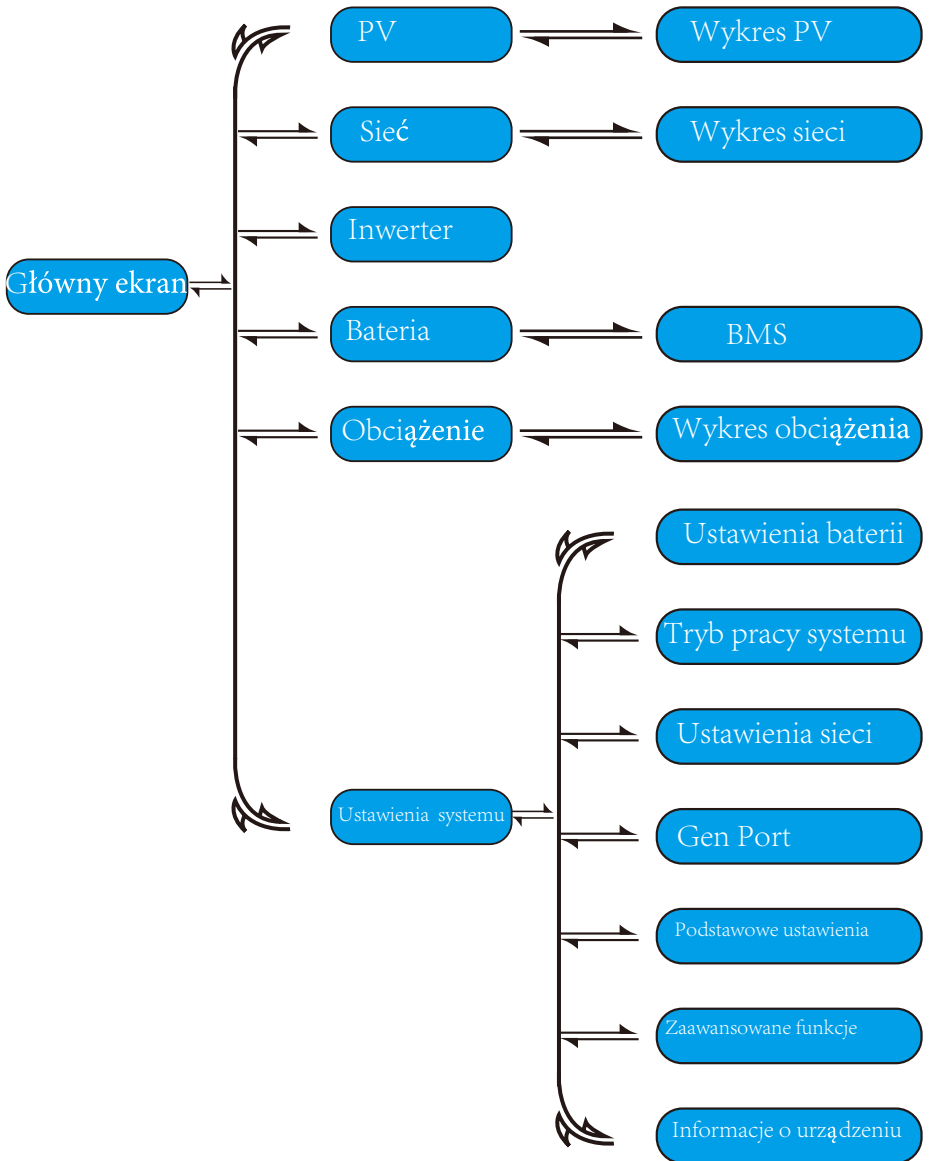 PV
Wykres PV
Sieć
Wykres sieci
Inwerter
Główny ekran
Bateria
BMS
Obciążenie
Wykres obciążenia
Ustawienia baterii
Tryb pracy systemu
Ustawienia sieci
Ustawienia systemu
Gen Port
Podstawowe ustawienia
Zaawansowane funkcje
Informacje o urządzeniu